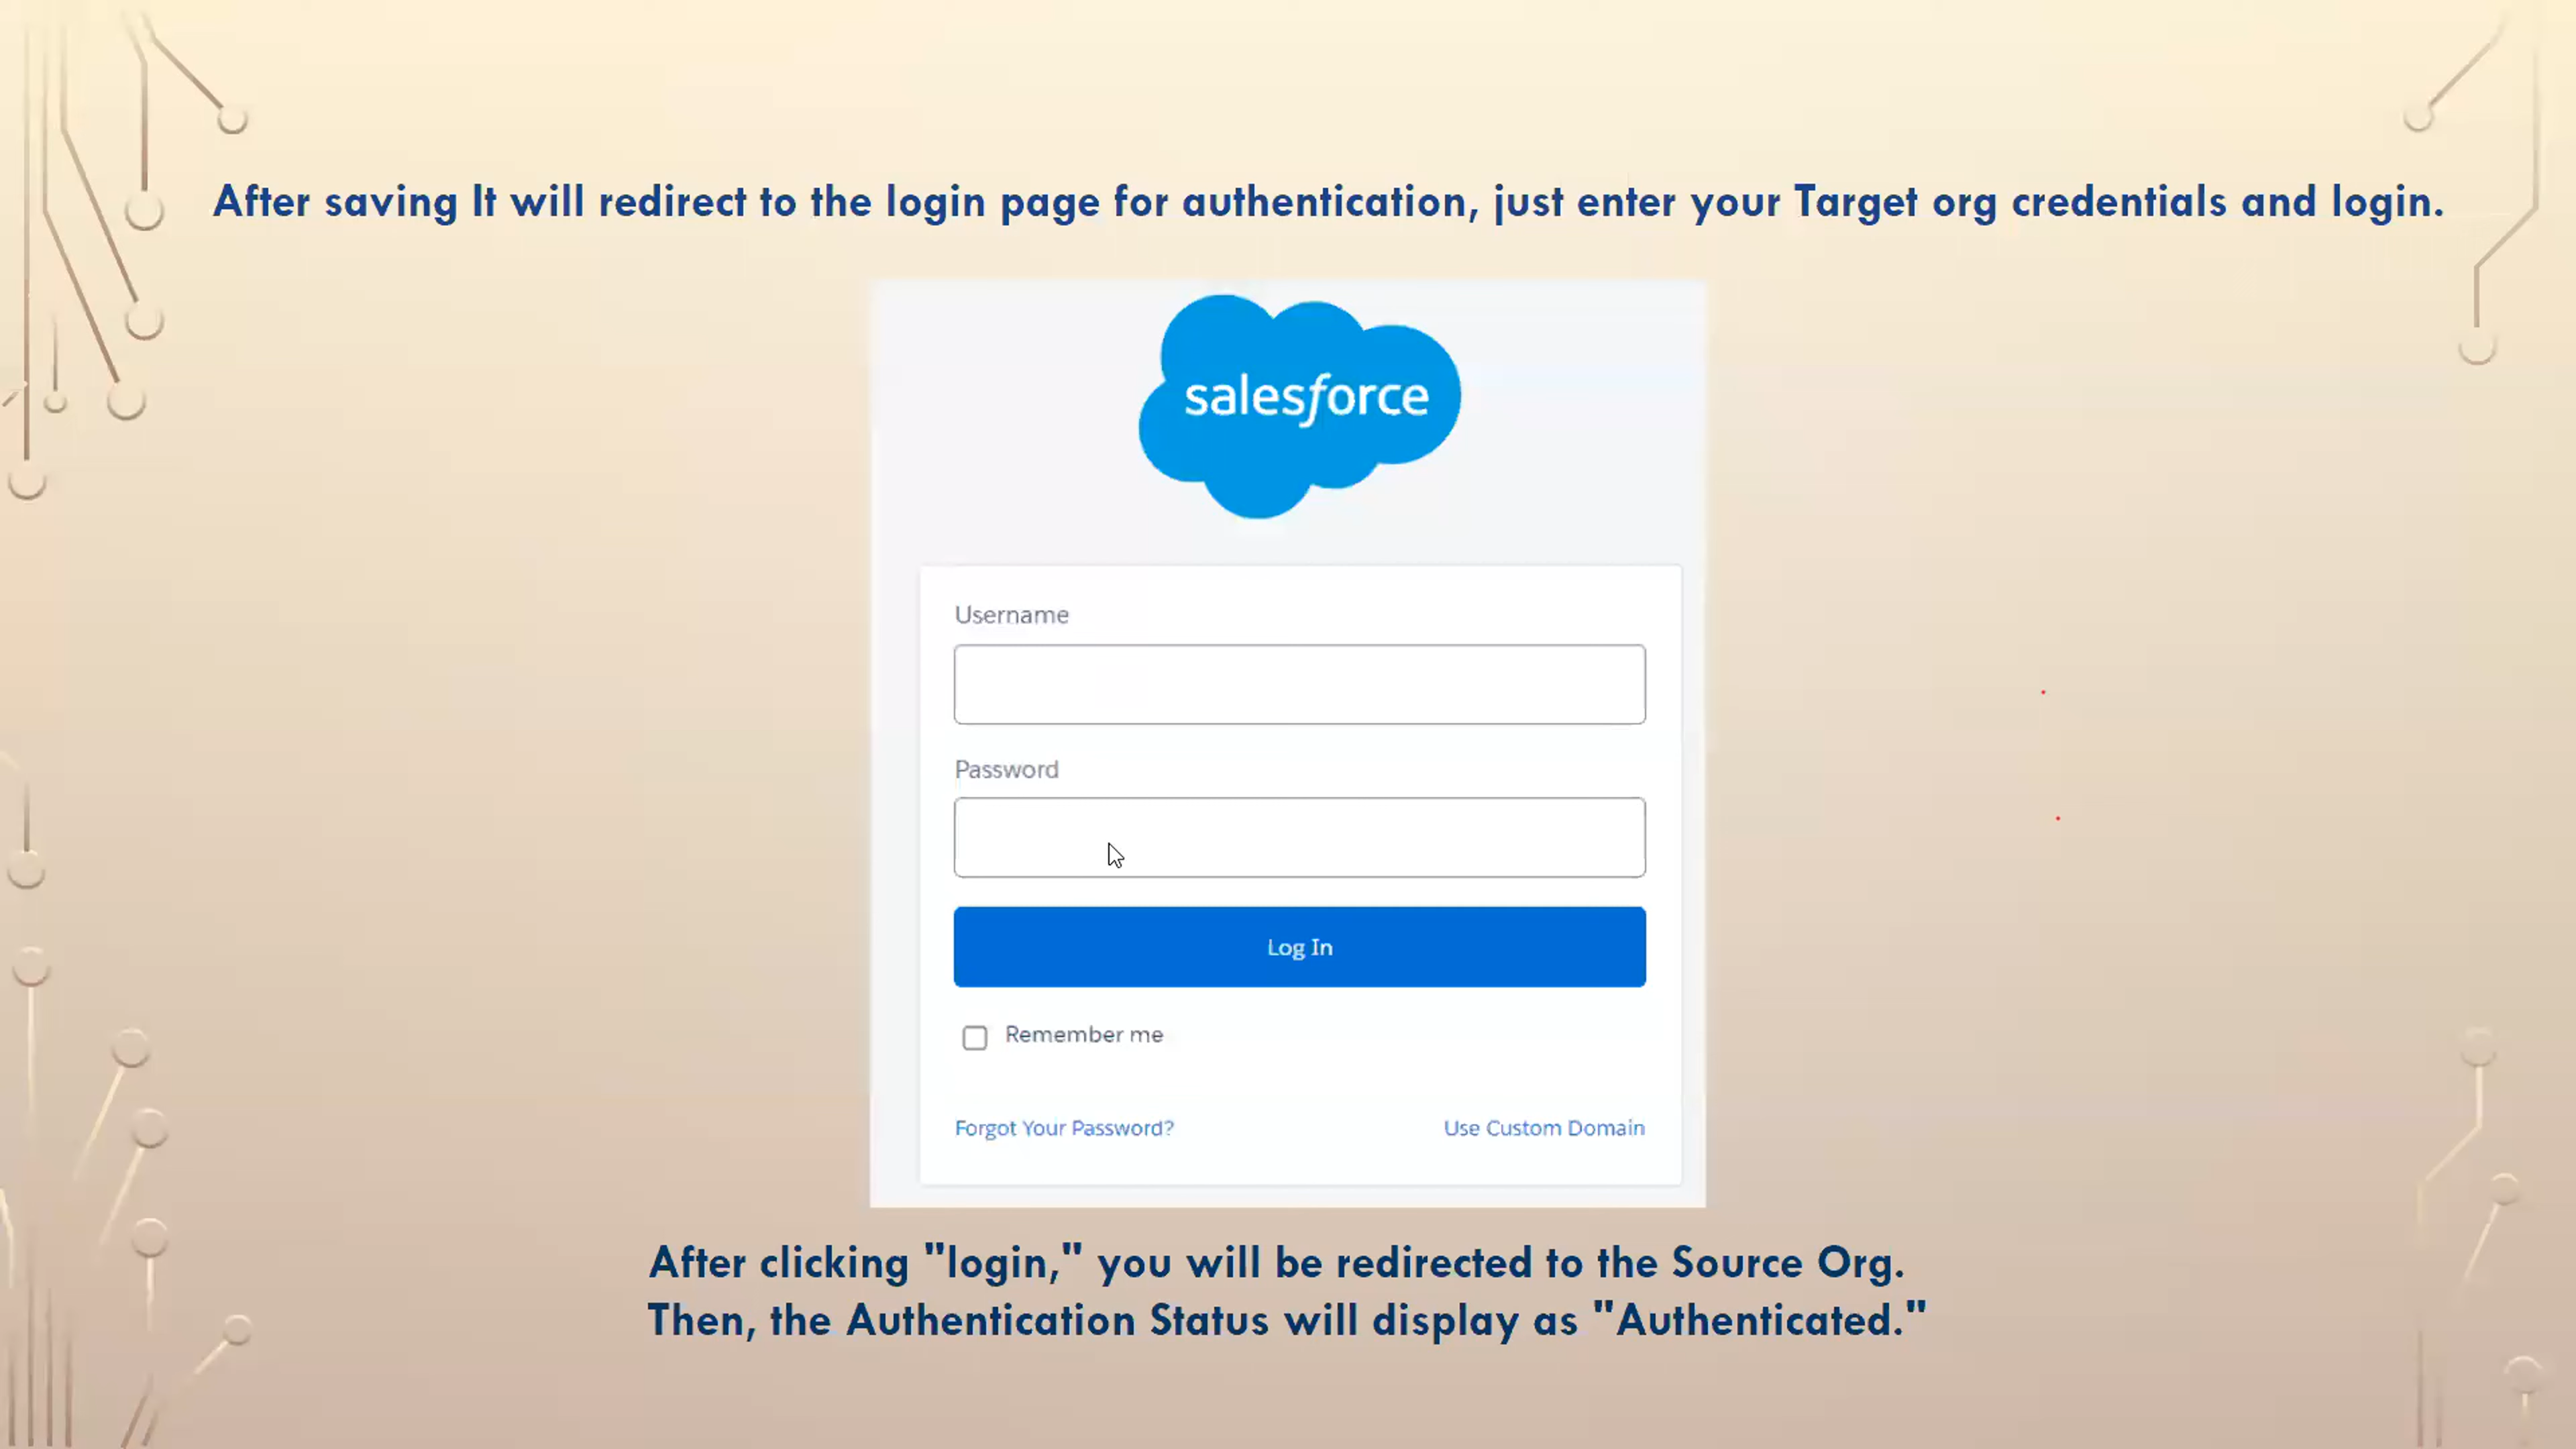 After saving It will redirect to the login page for authentication, just enter your Target org credentials and login.
salesforce
Username
Password
Log In
Remember me
Forgot Your Password? Use Custom Domain
After clicking "login," you will be redirected to the Source Org.
Then, the Authentication Status will display as "Authenticated."